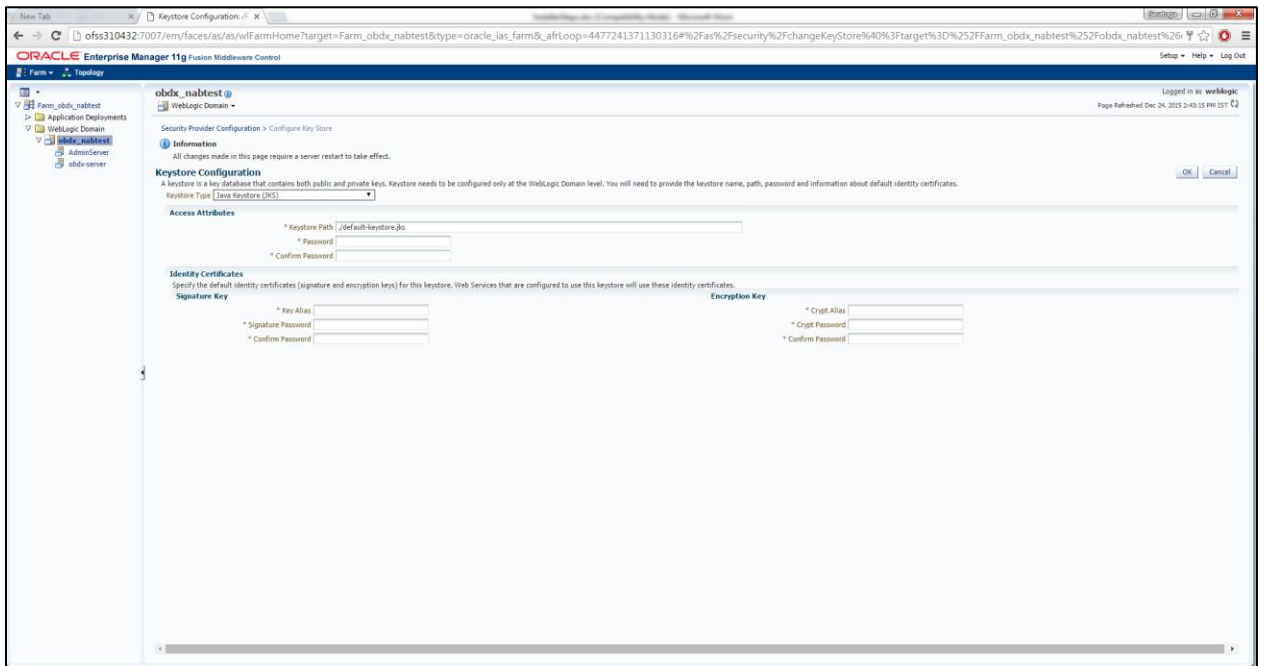 New Tab
Keystore Configuration: /F
InstallerSteps.doc [Compatibility Mode] - Microsoft Word
ofss310432:7007/em/faces/as/as/wlFarmHome?target=Farm_obdx_nabtest&type=oracle_ias_farm&_afrLoop=4477241371130316#%2Fas%2Fsecurity%2FchangeKeyStore%40%3Ftarget%3D%252FFarm_obdx_nabtest%252Fobdx_nabtest%26
ORACLE Enterprise Manager 11g Fusion Middleware Control
Setup Help Log Out
Farm Topology
Farm_obdx_nabtest
Application Deployments
WebLogic Domain
obdx_nabtest
AdminServer
obdx-server
obdx_nabtest
Logged in as weblogic
WebLogic Domain
Page Refreshed Dec 24, 2015 2:43:15 PM IST
Security Provider Configuration > Configure Key Store
Information
All changes made in this page require a server restart to take effect.
Keystore Configuration
OK Cancel
A keystore is a key database that contains both public and private keys. Keystore needs to be configured only at the WebLogic Domain level. You will need to provide the keystore name, path, password and information about default identity certificates.
Keystore Type Java Keystore (JKS)
Access Attributes
* Keystore Path ./default-keystore.jks
* Password
* Confirm Password
Identity Certificates
Specify the default identity certificates (signature and encryption keys) for this keystore. Web Services that are configured to use this keystore will use these identity certificates.
Signature Key Encryption Key
* Key Alias * Crypt Alias
* Signature Password * Crypt Password
* Confirm Password * Confirm Password